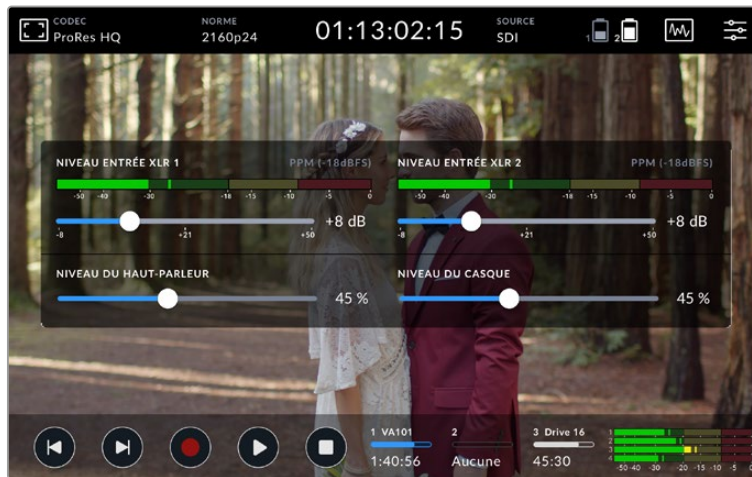 CODEC NORME SOURCE
ProRes HQ 2160p24 01:13:02:15 SDI 1 2
NIVEAU ENTRÉE XLR 1 PPM (-18dBFS)
-50 -40 -30 -18 -15 -10 -5 0
+8 dB
-8 +21 +50
NIVEAU ENTRÉE XLR 2 PPM (-18dBFS)
-50 -40 -30 -18 -15 -10 -5 0
+8 dB
-8 +21 +50
NIVEAU DU HAUT-PARLEUR
45 %
NIVEAU DU CASQUE
45 %
1 VA101
1:40:56
2
Aucune
3 Drive 16
45:30
1
2
3
4
-50 -40 -30 -20 -15 -10 -5 0